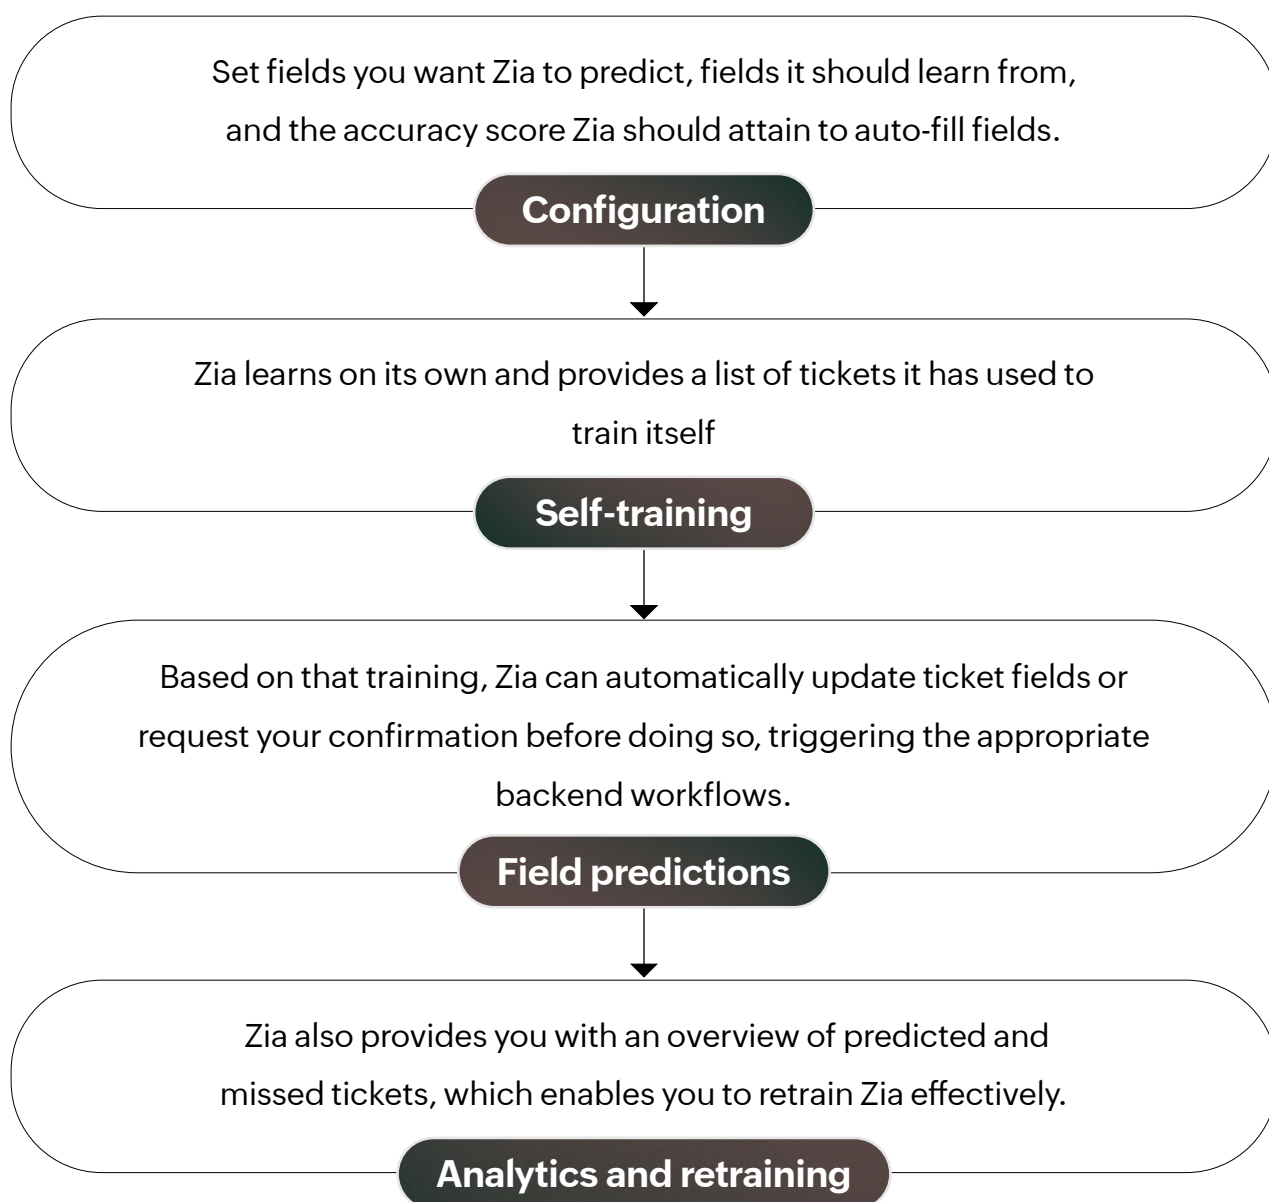 Set fields you want Zia to predict, fields it should learn from,
and the accuracy score Zia should attain to auto-fill fields.
Configuration
Zia learns on its own and provides a list of tickets it has used to
train itself
Self-training
Based on that training, Zia can automatically update ticket fields or
request your confirmation before doing so, triggering the appropriate
backend workflows.
Field predictions
Zia also provides you with an overview of predicted and
missed tickets, which enables you to retrain Zia effectively.
Analytics and retraining